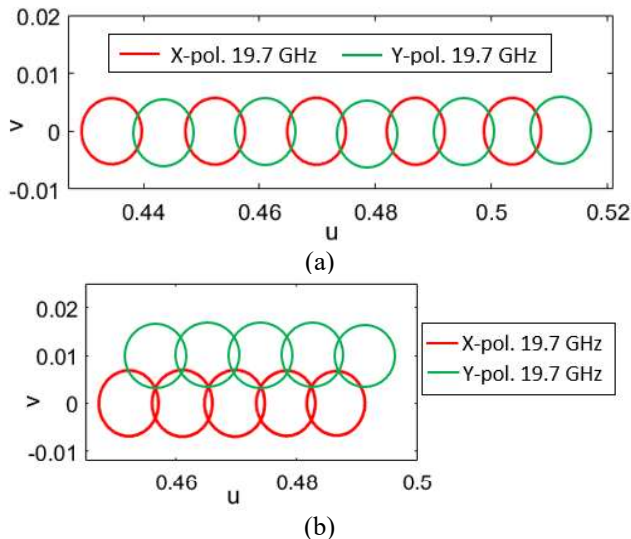 0.02
X-pol. 19.7 GHz Y-pol. 19.7 GHz
0.01
v
0
-0.01
0.44 0.46 0.48 0.5 0.52
u
(a)
0.02
X-pol. 19.7 GHz
0.01
Y-pol. 19.7 GHz
v
0
-0.01
0.46 0.48 0.5
u
(b)